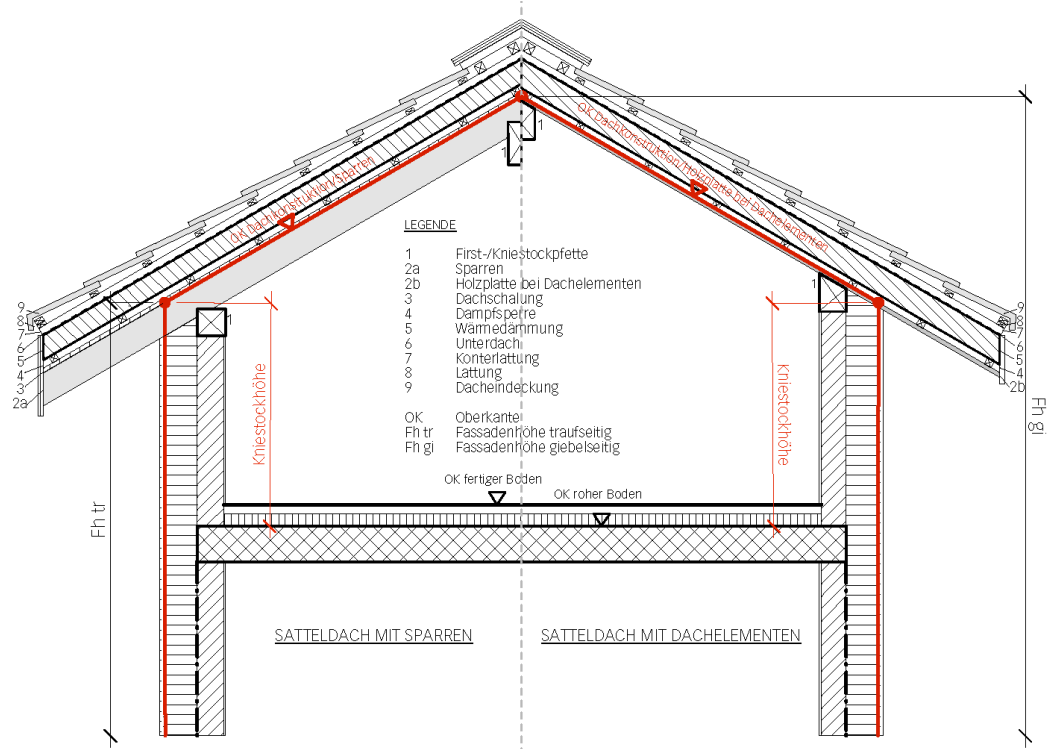 OK Dachkonstruktion/Sparren
OK Dachkonstruktion/Holzplatte bei Dachelementen
1
1
LEGENDE
1 First-/Kniestockpfette
2a Sparren
2b Holzplatte bei Dachelementen
3 Dachschalung
4 Dampfsperre
5 Wärmedämmung
6 Unterdach
7 Konterlattung
8 Lattung
9 Dacheindeckung
OK Oberkante
Fh tr Fassadenhöhe traufseitig
Fh gi Fassadenhöhe giebelseitig
1
1
9
8
7
6
5
4
3
2a
9
8
7
6
5
4
2b
Kniestockhöhe
Kniestockhöhe
Fh gi
Fh tr
OK fertiger Boden
OK roher Boden
SATTELDACH MIT SPARREN
SATTELDACH MIT DACHELEMENTEN